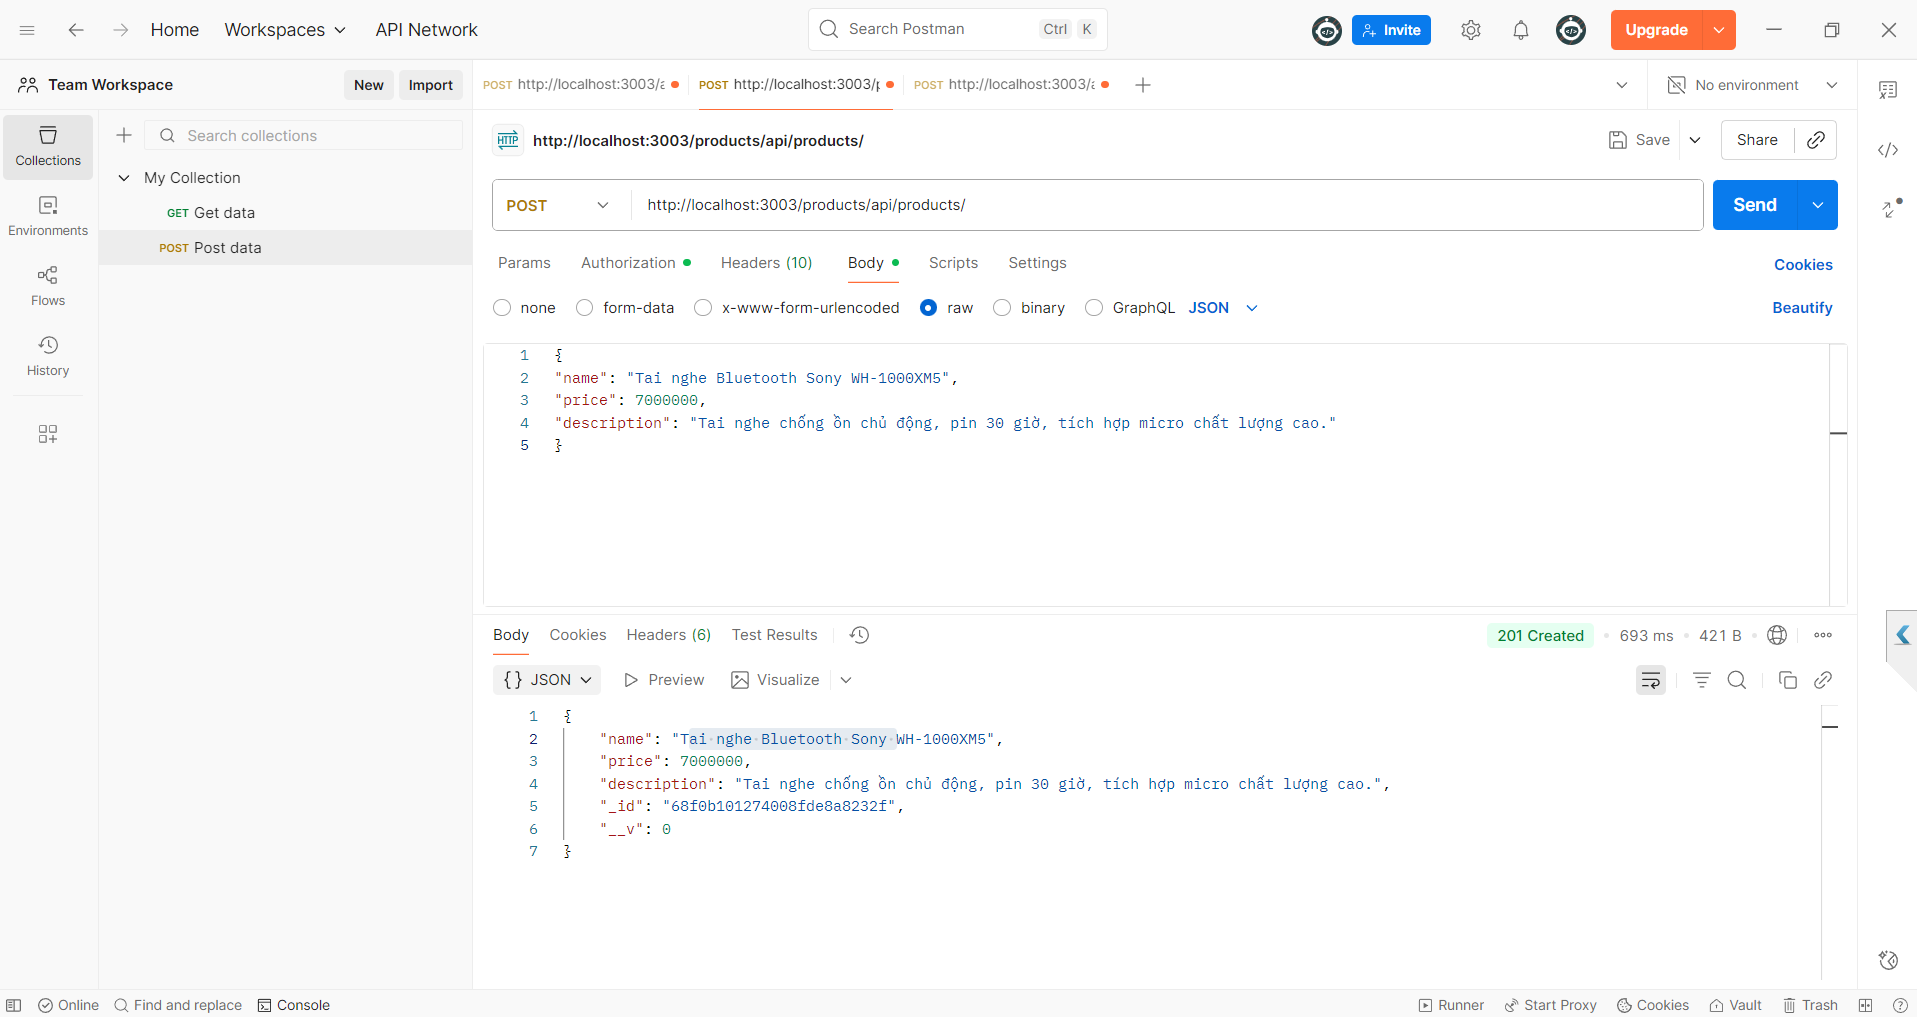 Home
Workspaces
API Network
Search Postman
Ctrl K
Invite
Upgrade
Team Workspace
New
Import
POST http://localhost:3003/a
POST http://localhost:3003/p
POST http://localhost:3003/a
No environment
Collections
Environments
Flows
History
Search collections
My Collection
GET Get data
POST Post data
HTTP http://localhost:3003/products/api/products/
Save
Share
POST
http://localhost:3003/products/api/products/
Send
Params
Authorization
Headers (10)
Body
Scripts
Settings
Cookies
none
form-data
x-www-form-urlencoded
raw
binary
GraphQL
JSON
Beautify
1 {
2 "name": "Tai nghe Bluetooth Sony WH-1000XM5",
3 "price": 7000000,
4 "description": "Tai nghe chống ồn chủ động, pin 30 giờ, tích hợp micro chất lượng cao."
5 }
Body
Cookies
Headers (6)
Test Results
201 Created
693 ms
421 B
{} JSON
Preview
Visualize
1 {
2 "name": "Tai nghe Bluetooth Sony WH-1000XM5",
3 "price": 7000000,
4 "description": "Tai nghe chống ồn chủ động, pin 30 giờ, tích hợp micro chất lượng cao.",
5 "_id": "68f0b101274008fde8a8232f",
6 "__v": 0
7 }
Online
Find and replace
Console
Runner
Start Proxy
Cookies
Vault
Trash